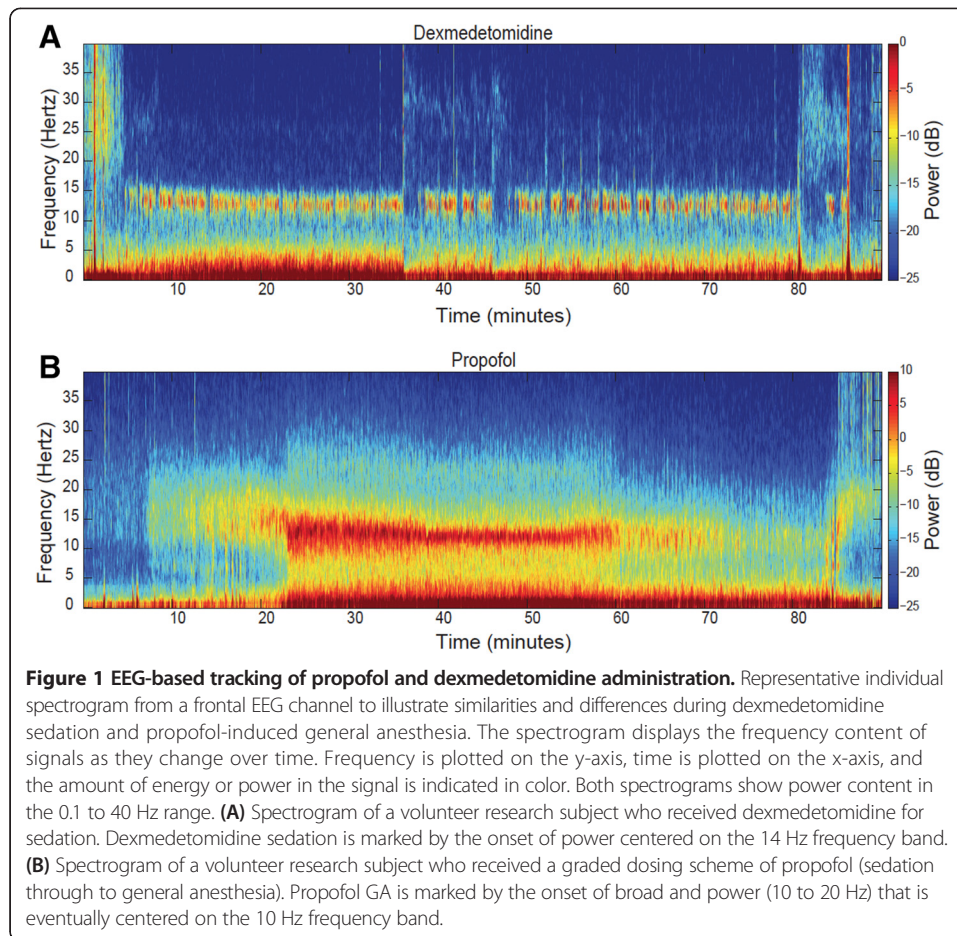 A
Dexmedetomidine
Frequency (Hertz)
35
30
25
20
15
10
5
0
10 20 30 40 50 60 70 80
Time (minutes)
0
-5
-10
-15
-20
-25
Power (dB)
B
Propofol
Frequency (Hertz)
35
30
25
20
15
10
5
0
10 20 30 40 50 60 70 80
Time (minutes)
10
5
0
-5
-10
-15
-20
-25
Power (dB)
Figure 1 EEG-based tracking of propofol and dexmedetomidine administration. Representative individual
spectrogram from a frontal EEG channel to illustrate similarities and differences during dexmedetomidine
sedation and propofol-induced general anesthesia. The spectrogram displays the frequency content of
signals as they change over time. Frequency is plotted on the y-axis, time is plotted on the x-axis, and
the amount of energy or power in the signal is indicated in color. Both spectrograms show power content in
the 0.1 to 40 Hz range. (A) Spectrogram of a volunteer research subject who received dexmedetomidine for
sedation. Dexmedetomidine sedation is marked by the onset of power centered on the 14 Hz frequency band.
(B) Spectrogram of a volunteer research subject who received a graded dosing scheme of propofol (sedation
through to general anesthesia). Propofol GA is marked by the onset of broad and power (10 to 20 Hz) that is
eventually centered on the 10 Hz frequency band.